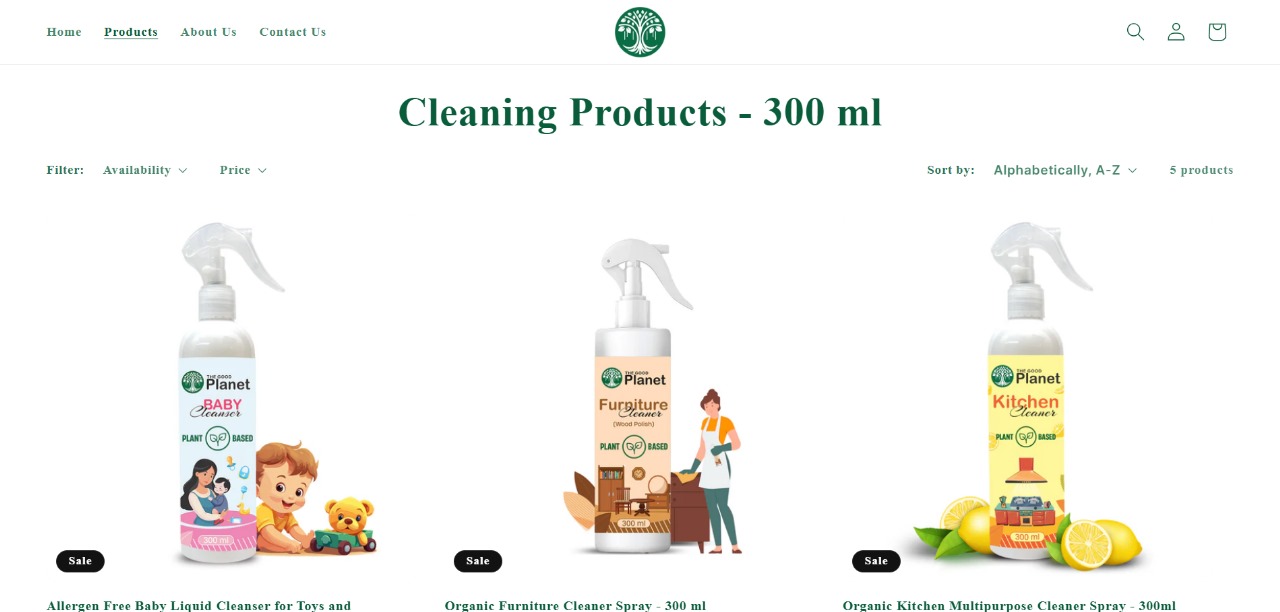 Home Products About Us Contact Us
Cleaning Products - 300 ml
Filter: Availability Price
Sort by: Alphabetically, A-Z 5 products
THE GOOD
Planet
BABY
Cleanser
PLANT BASED
300 ml
Sale
Allergen Free Baby Liquid Cleanser for Toys and
THE GOOD
Planet
Furniture
Cleaner
(Wood Polish)
PLANT BASED
300 ml
Sale
Organic Furniture Cleaner Spray - 300 ml
THE GOOD
Planet
Kitchen
Cleaner
PLANT BASED
300 ml
Sale
Organic Kitchen Multipurpose Cleaner Spray - 300ml